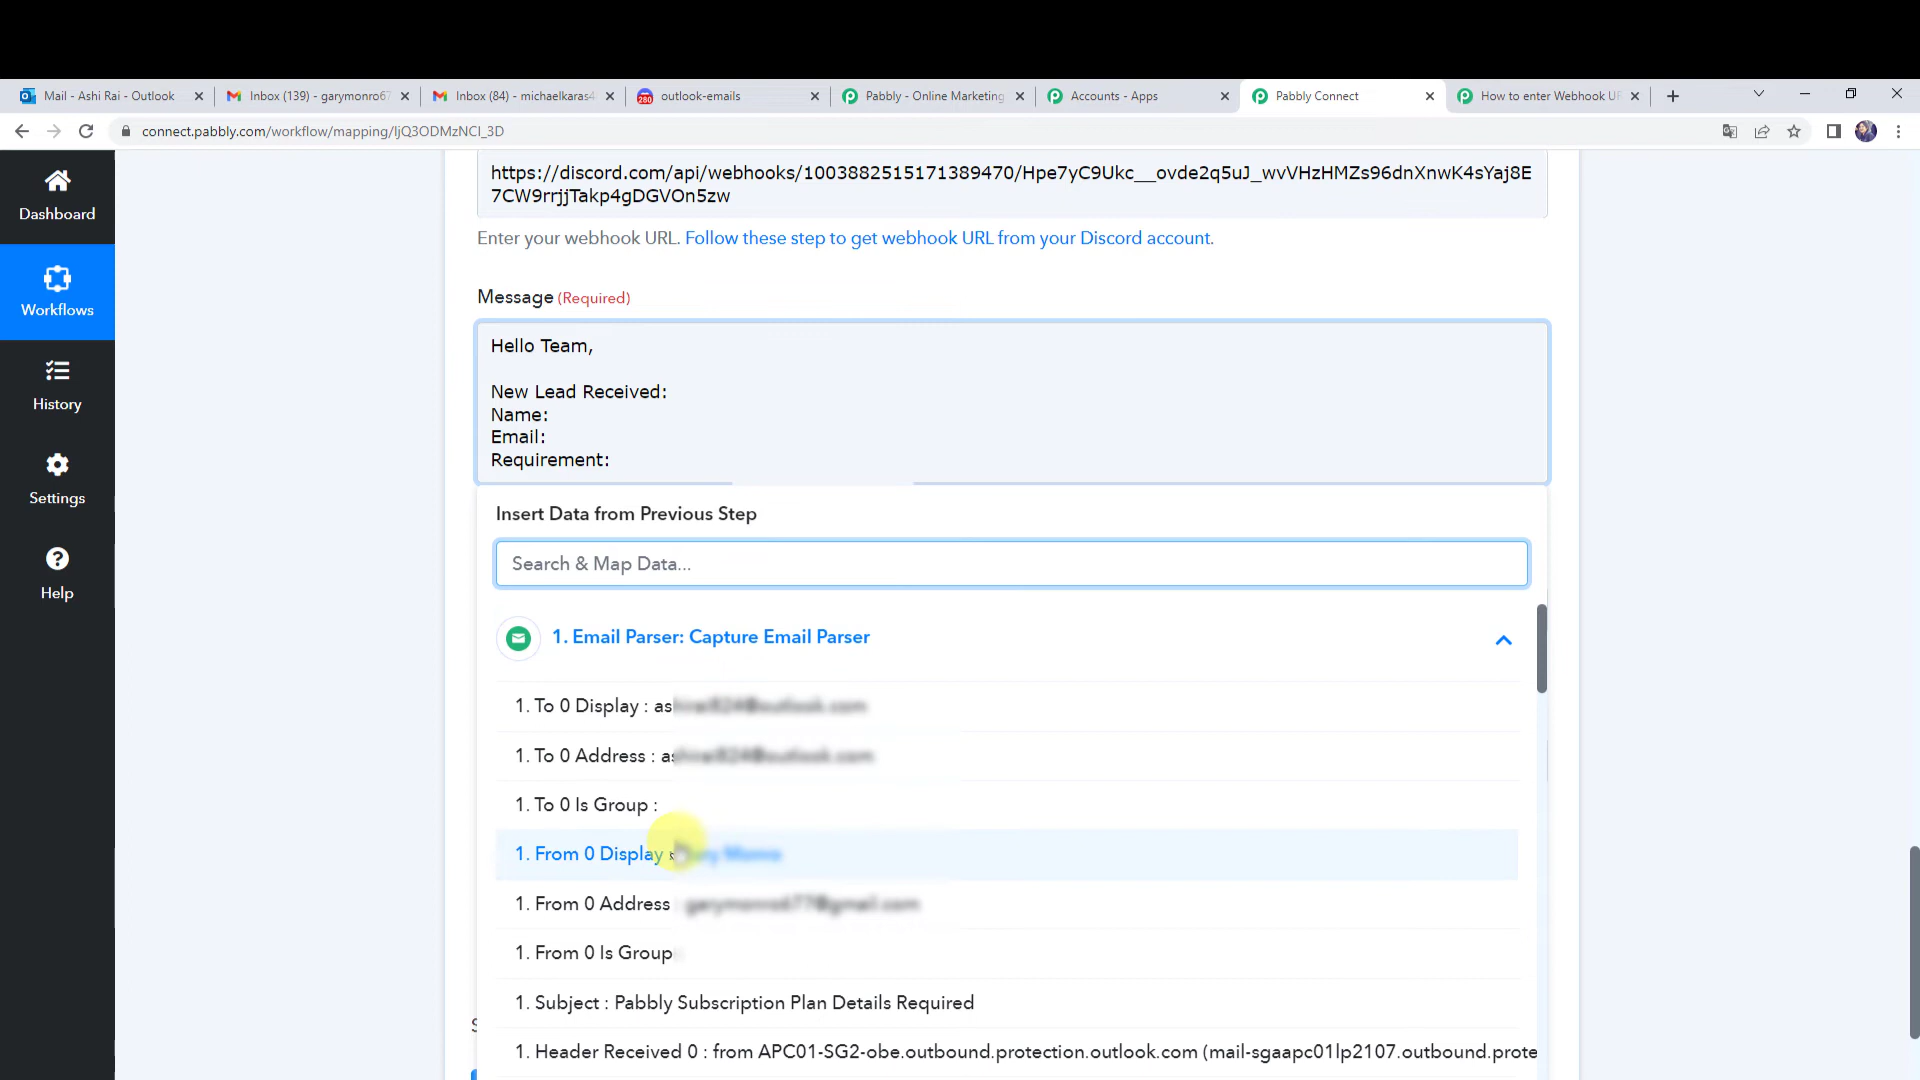 Mail - Ashi Rai - Outlook
Inbox (139) - garymonro67
Inbox (84) - michaelkaras4
280
outlook-emails
Pabbly - Online Marketing
Accounts - Apps
Pabbly Connect
How to enter Webhook UR
connect.pabbly.com/workflow/mapping/IjQ3ODMzNCI_3D
Dashboard
Workflows
History
Settings
Help
https://discord.com/api/webhooks/1003882515171389470/Hpe7yC9Ukc__ovde2q5uJ_wvVHzHMZs96dnXnwK4sYaj8E
7CW9rrjjTakp4gDGVOn5zw
Enter your webhook URL. Follow these step to get webhook URL from your Discord account.
Message (Required)
Hello Team,
New Lead Received:
Name:
Email:
Requirement:
Insert Data from Previous Step
Search & Map Data...
1. Email Parser: Capture Email Parser
1. To 0 Display : as
1. To 0 Address : a
1. To 0 Is Group :
1. From 0 Display
1. From 0 Address :
1. From 0 Is Group
1. Subject : Pabbly Subscription Plan Details Required
1. Header Received 0 : from APC01-SG2-obe.outbound.protection.outlook.com (mail-sgaapc01lp2107.outbound.prote